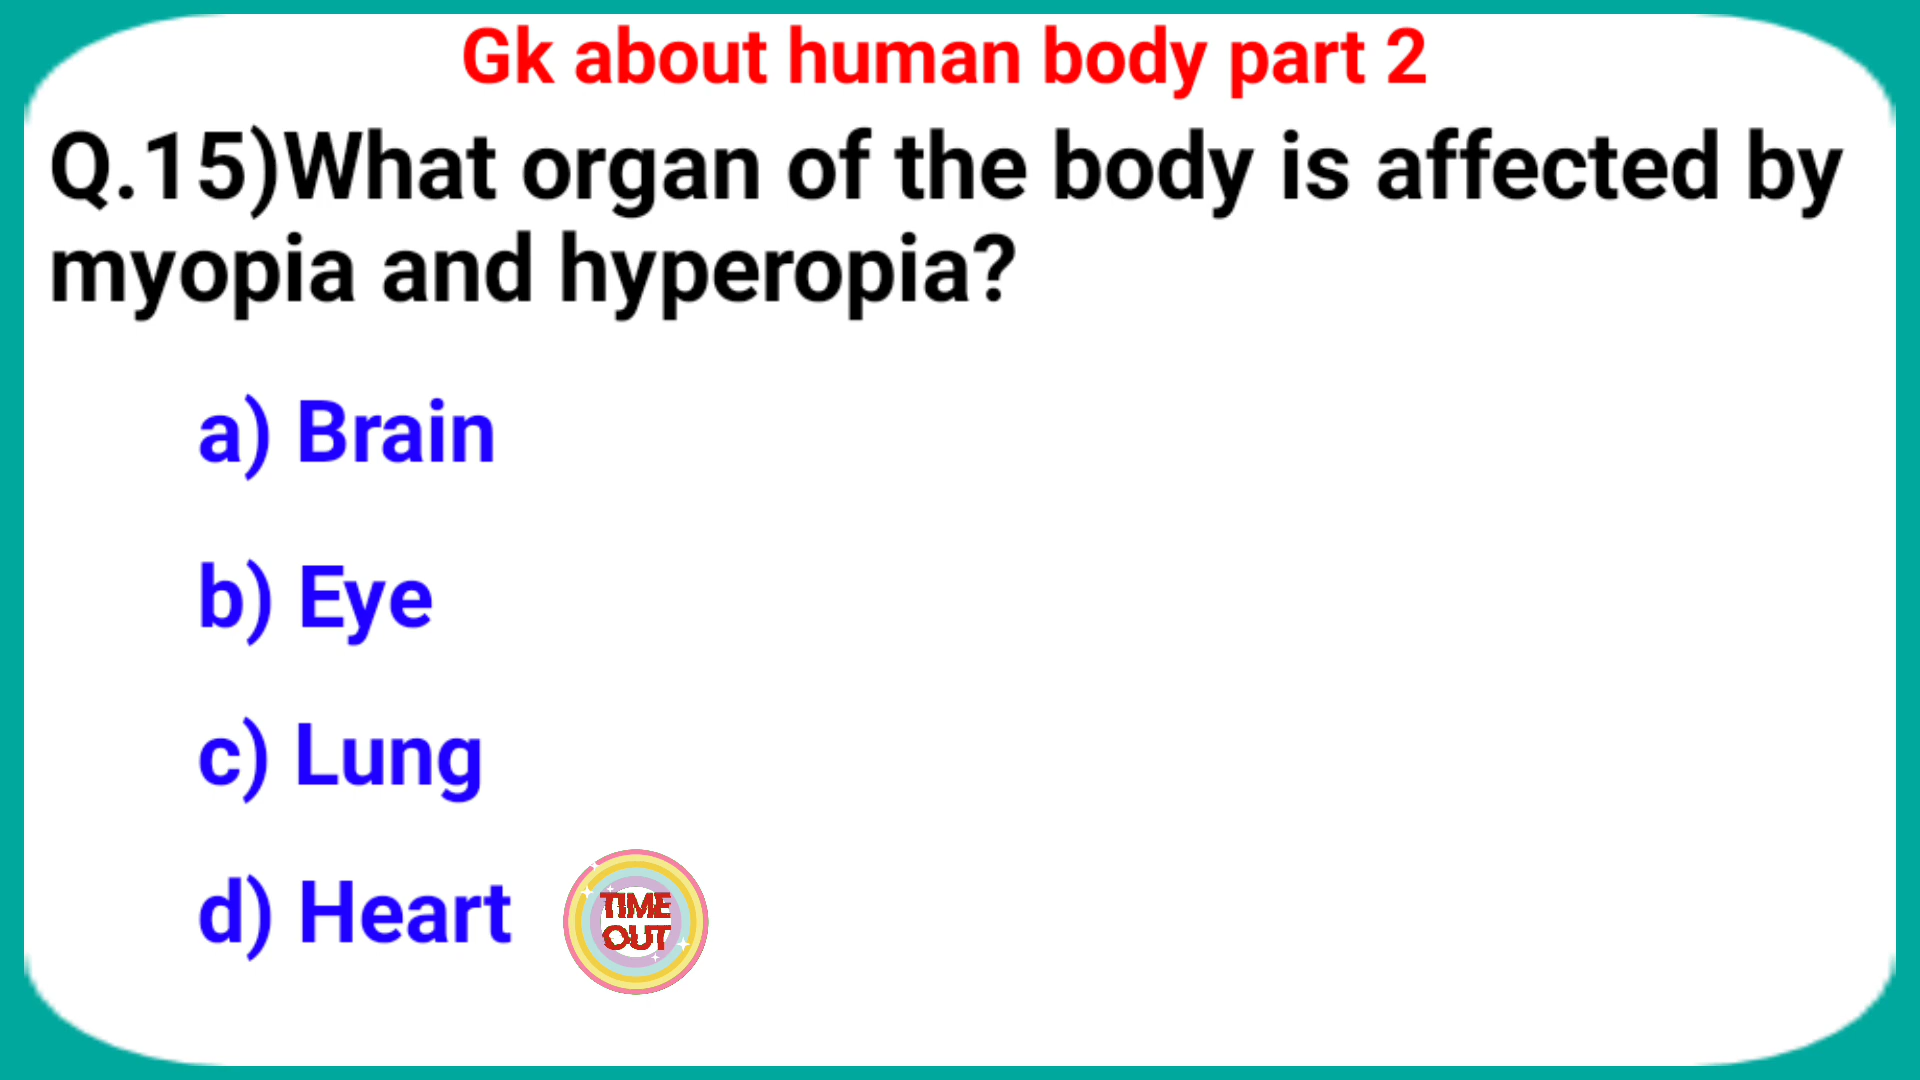 Gk about human body part 2
Q.15)What organ of the body is affected by
myopia and hyperopia?
a) Brain
b) Eye
c) Lung
d) Heart
TIME
OUT